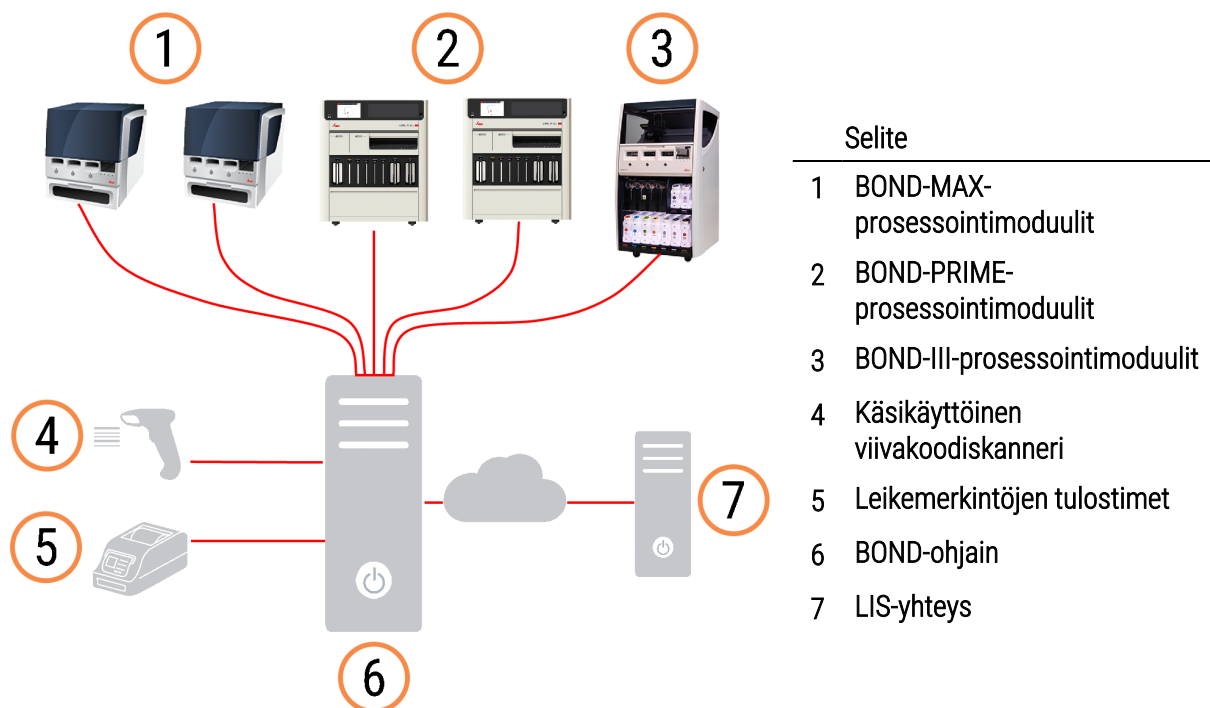 1
2
3
4
5
6
7
Selite
1 BOND-MAX-
prosessointimoduulit
2 BOND-PRIME-
prosessointimoduulit
3 BOND-III-prosessointimoduulit
4 Käsikäyttöinen
viivakoodiskanneri
5 Leikemerkintöjen tulostimet
6 BOND-ohjain
7 LIS-yhteys